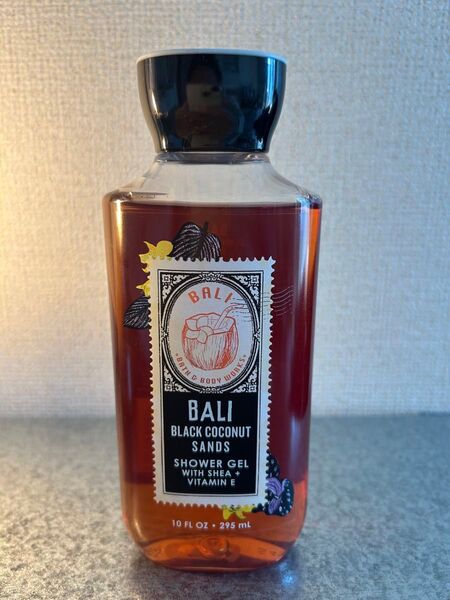 BALI
BATH & BODY WORKS
BALI
BLACK COCONUT
SANDS
SHOWER GEL
WITH SHEA +
VITAMIN E
10 FL OZ • 295 mL